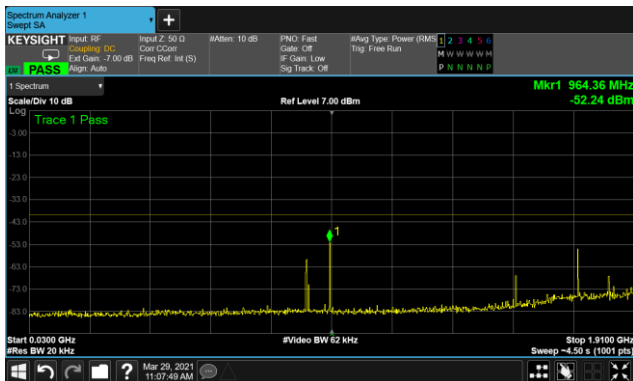 Spectrum Analyzer 1
Swept SA
KEYSIGHT Input: RF Input Z: 50 Ω #Atten: 10 dB PNO: Fast #Avg Type: Power (RMS 1 2 3 4 5 6
Coupling: DC Corr CCorr Gate: Off Trig: Free Run M W W W W M
Ext Gain: -7.00 dB Freq Ref: Int (S) IF Gain: Low
PASS Align: Auto Sig Track: Off P N N N N P
1 Spectrum
Mkr1 964.36 MHz
Scale/Div 10 dB Ref Level 7.00 dBm -52.24 dBm
Log
Trace 1 Pass
-3.00
-13.0
-23.0
-33.0
-43.0
1
-53.0
-63.0
-73.0
-83.0
Start 0.0300 GHz #Video BW 62 kHz Stop 1.9100 GHz
#Res BW 20 kHz Sweep ~4.50 s (1001 pts)
? Mar 29, 2021
11:07:49 AM